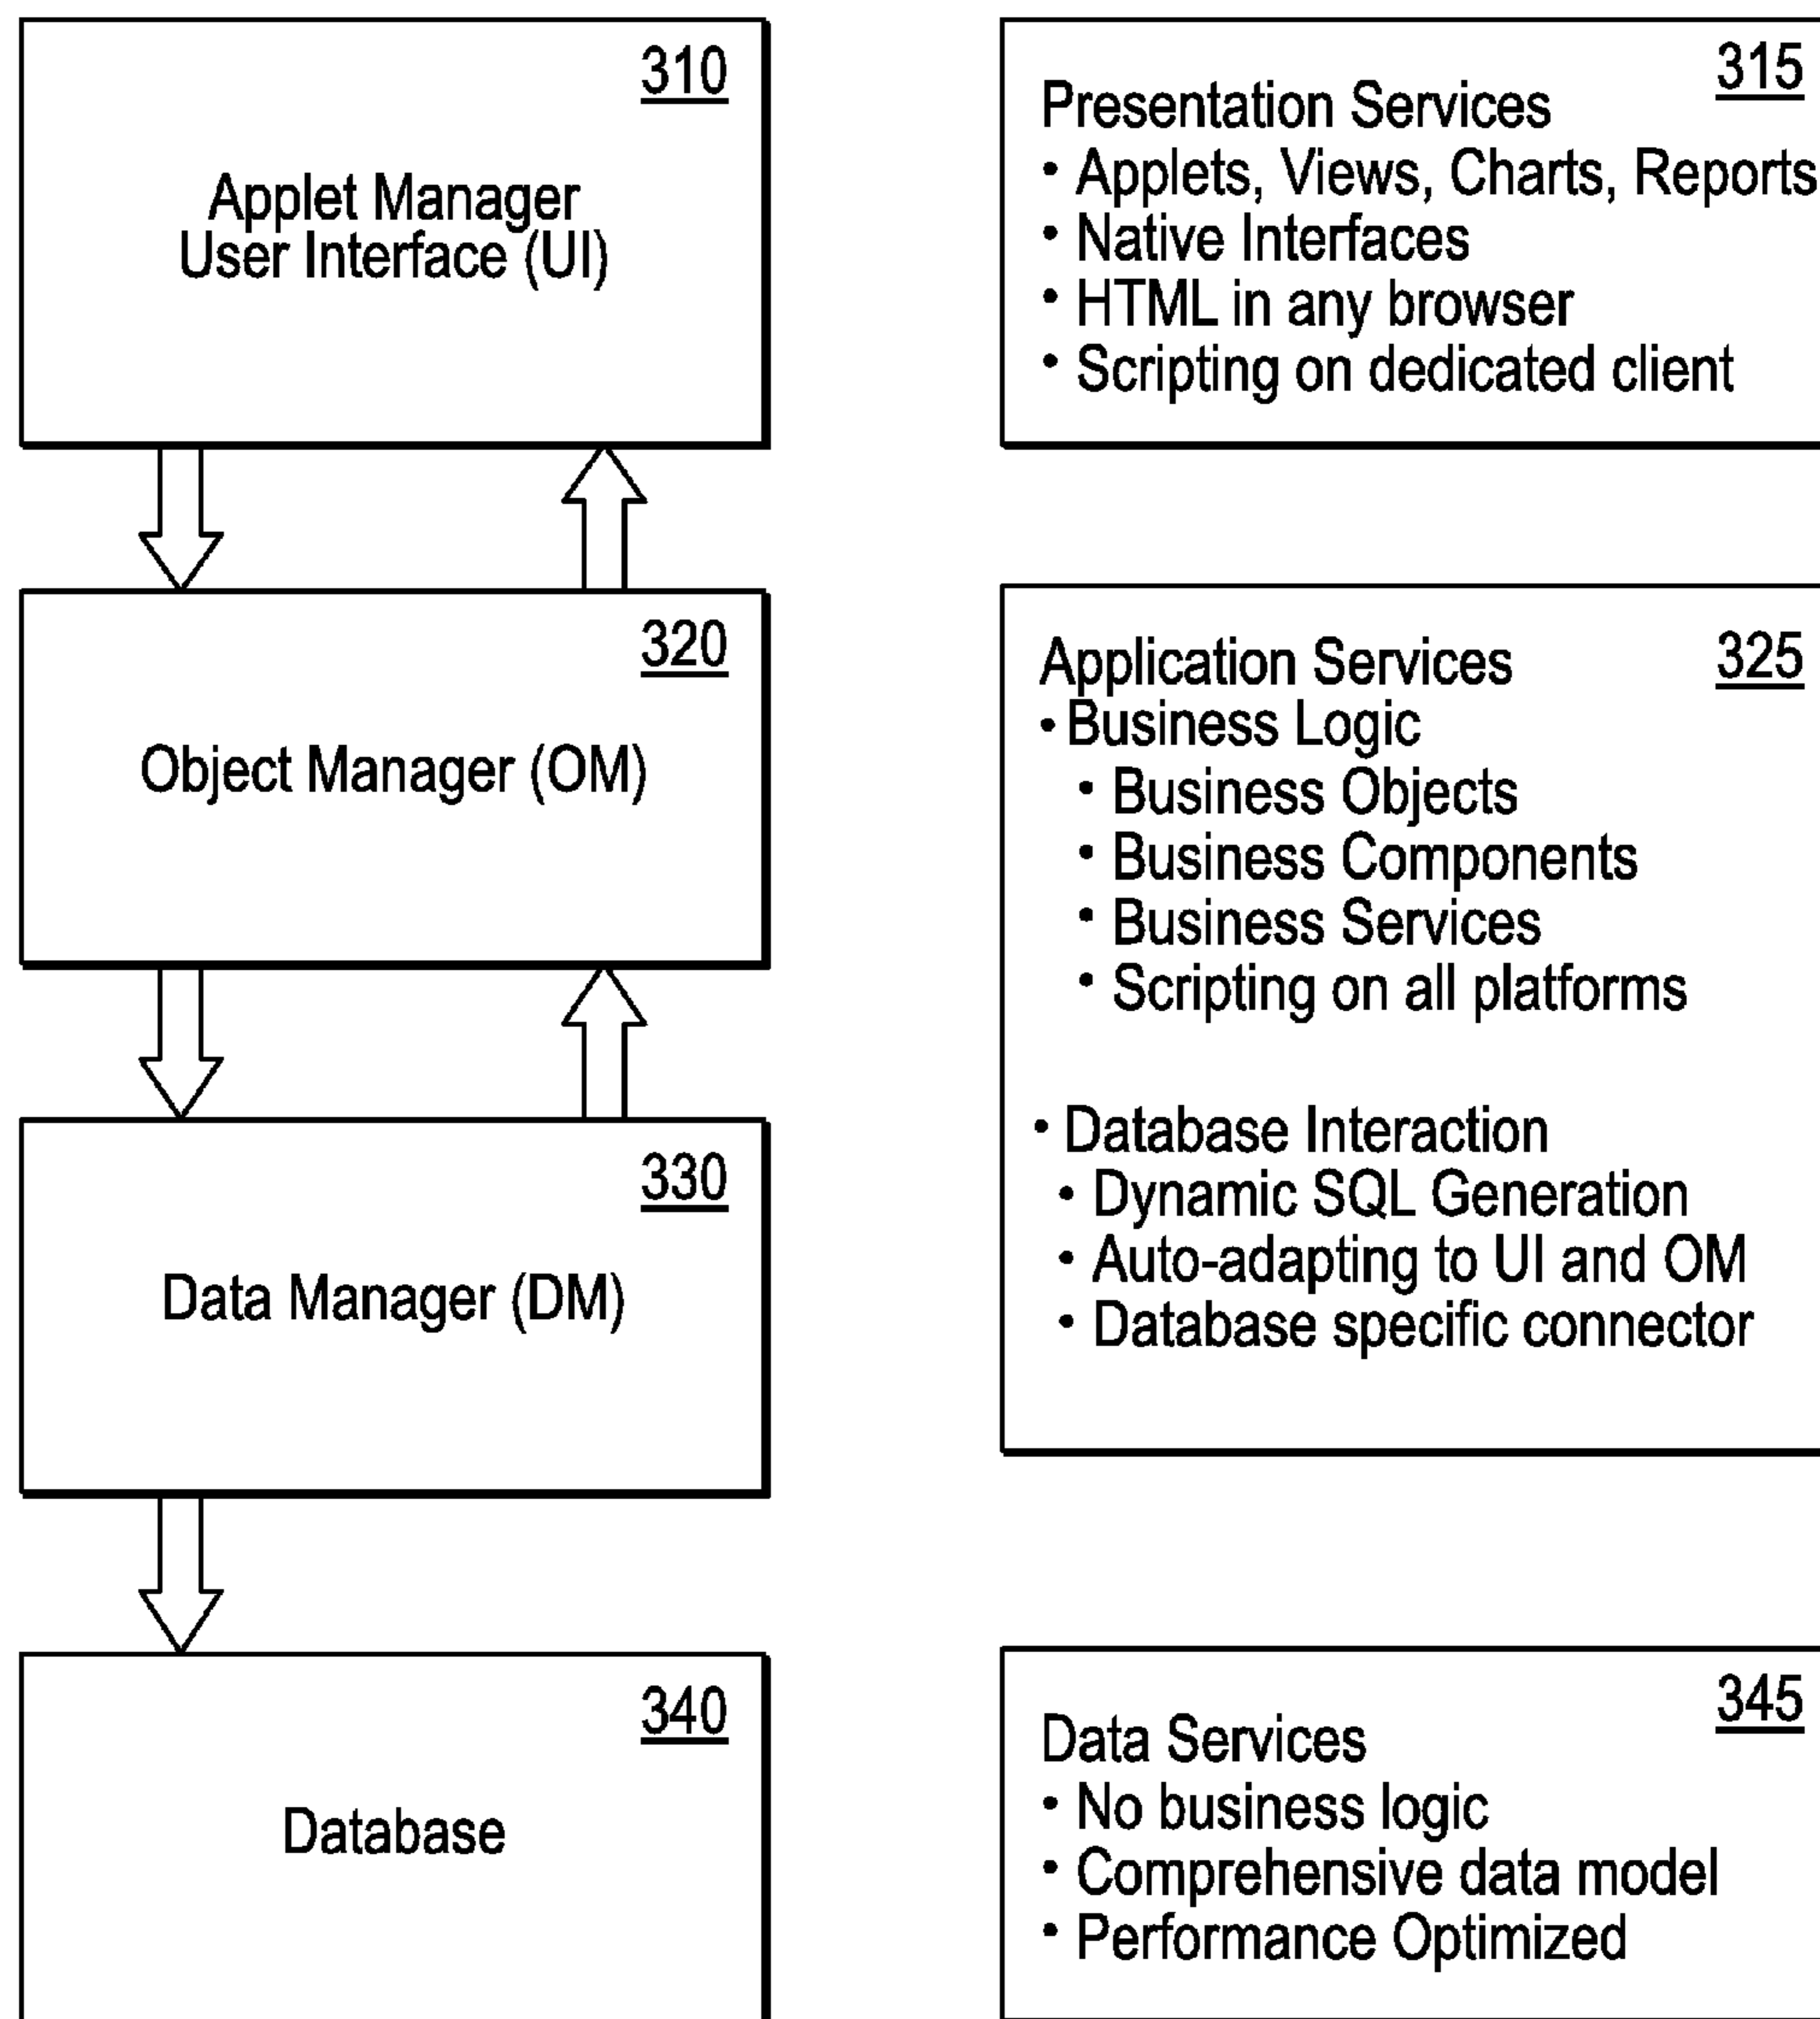 310
Applet Manager
User Interface (UI)
315
Presentation Services
• Applets, Views, Charts, Reports
• Native Interfaces
• HTML in any browser
• Scripting on dedicated client
320
Object Manager (OM)
325
Application Services
• Business Logic
• Business Objects
• Business Components
• Business Services
• Scripting on all platforms
• Database Interaction
• Dynamic SQL Generation
• Auto-adapting to UI and OM
• Database specific connector
330
Data Manager (DM)
340
Database
345
Data Services
• No business logic
• Comprehensive data model
• Performance Optimized